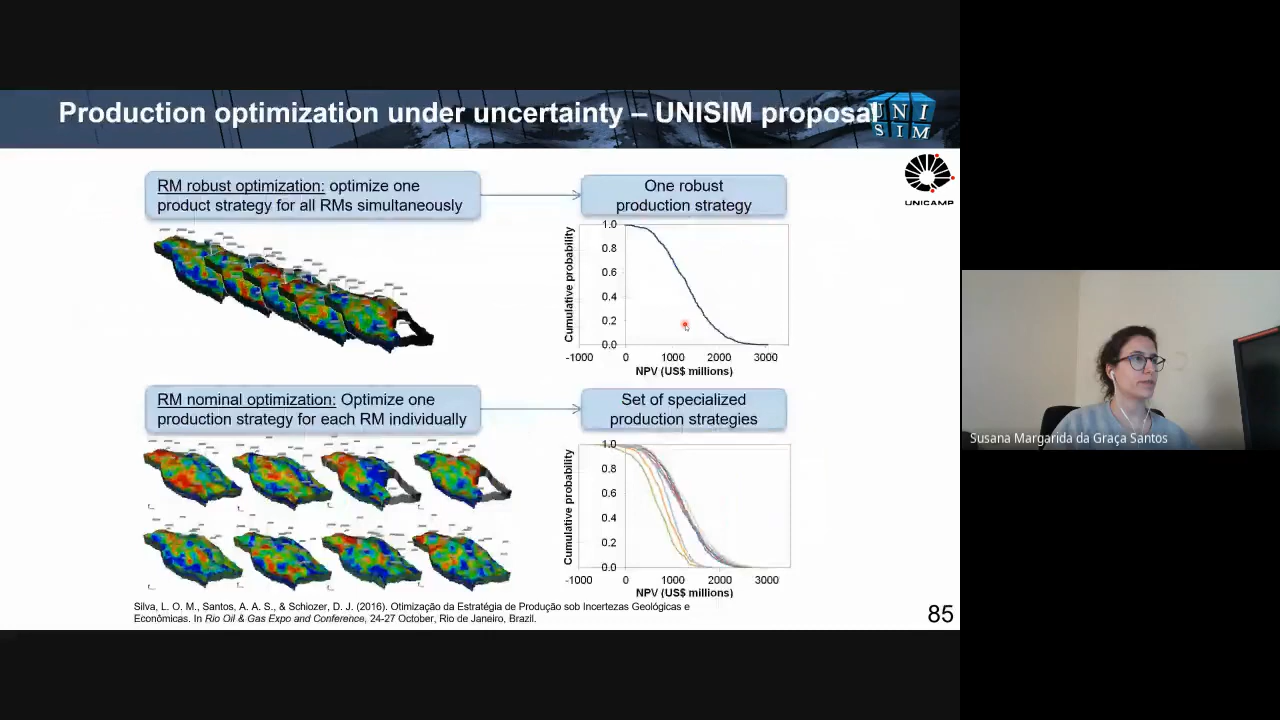 Production optimization under uncertainty – UNISIM proposal
UNI
SIM
UNICAMP
RM robust optimization: optimize one
product strategy for all RMs simultaneously
One robust
production strategy
Cumulative probability
1.0
0.8
0.6
0.4
0.2
0.0
-1000 0 1000 2000 3000
NPV (US$ millions)
RM nominal optimization: Optimize one
production strategy for each RM individually
Set of specialized
production strategies
Cumulative probability
1.0
0.8
0.6
0.4
0.2
0.0
-1000 0 1000 2000 3000
NPV (US$ millions)
Silva, L. O. M., Santos, A. A. S., & Schiozer, D. J. (2016). Otimização da Estratégia de Produção sob Incertezas Geológicas e
Econômicas. In Rio Oil & Gas Expo and Conference, 24-27 October, Rio de Janeiro, Brazil.
85
Susana Margarida da Graça Santos